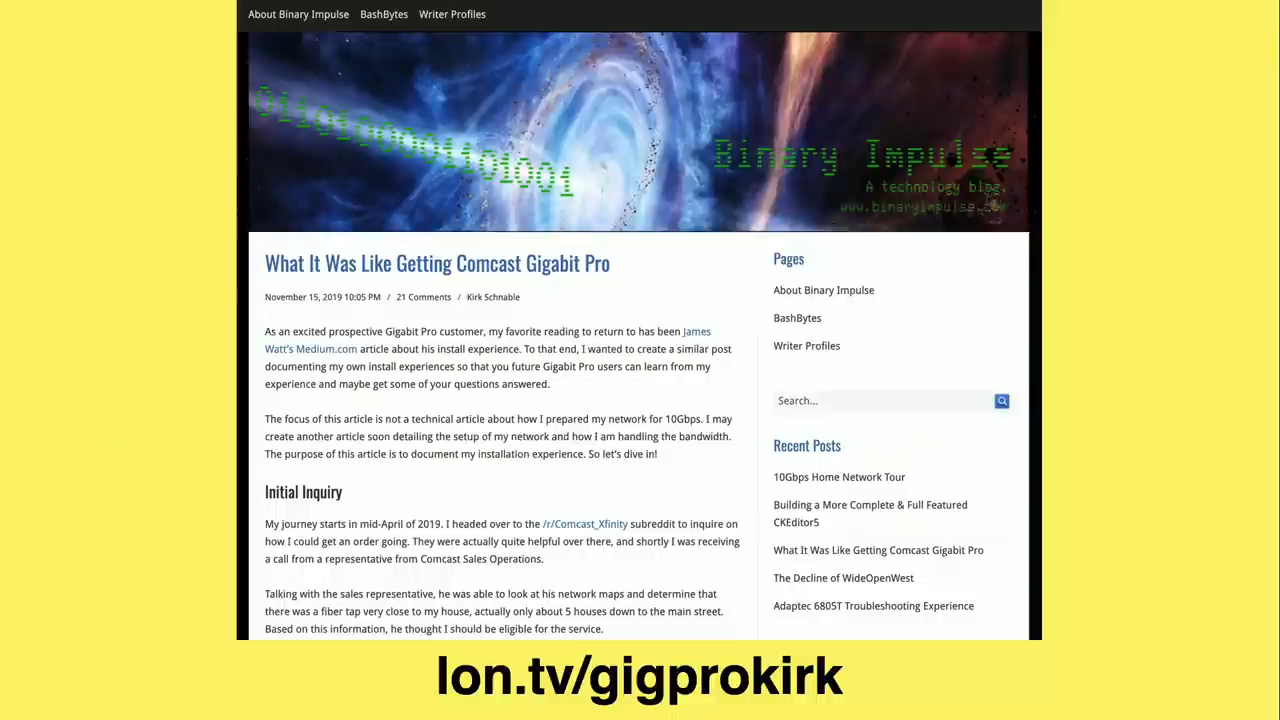 About Binary Impulse BashBytes Writer Profiles
0110100001101001
Binary Impulse
A technology blog.
www.binaryimpulse.com
What It Was Like Getting Comcast Gigabit Pro
November 15, 2019 10:05 PM / 21 Comments / Kirk Schnable
As an excited prospective Gigabit Pro customer, my favorite reading to return to has been James
Watt's Medium.com article about his install experience. To that end, I wanted to create a similar post
documenting my own install experiences so that you future Gigabit Pro users can learn from my
experience and maybe get some of your questions answered.
The focus of this article is not a technical article about how I prepared my network for 10Gbps. I may
create another article soon detailing the setup of my network and how I am handling the bandwidth.
The purpose of this article is to document my installation experience. So let's dive in!
Initial Inquiry
My journey starts in mid-April of 2019. I headed over to the /r/Comcast_Xfinity subreddit to inquire on
how I could get an order going. They were actually quite helpful over there, and shortly I was receiving
a call from a representative from Comcast Sales Operations.
Talking with the sales representative, he was able to look at his network maps and determine that
there was a fiber tap very close to my house, actually only about 5 houses down to the main street.
Based on this information, he thought I should be eligible for the service.
Pages
About Binary Impulse
BashBytes
Writer Profiles
Search...
Recent Posts
10Gbps Home Network Tour
Building a More Complete & Full Featured
CKEditor5
What It Was Like Getting Comcast Gigabit Pro
The Decline of WideOpenWest
Adaptec 6805T Troubleshooting Experience
lon.tv/gigprokirk